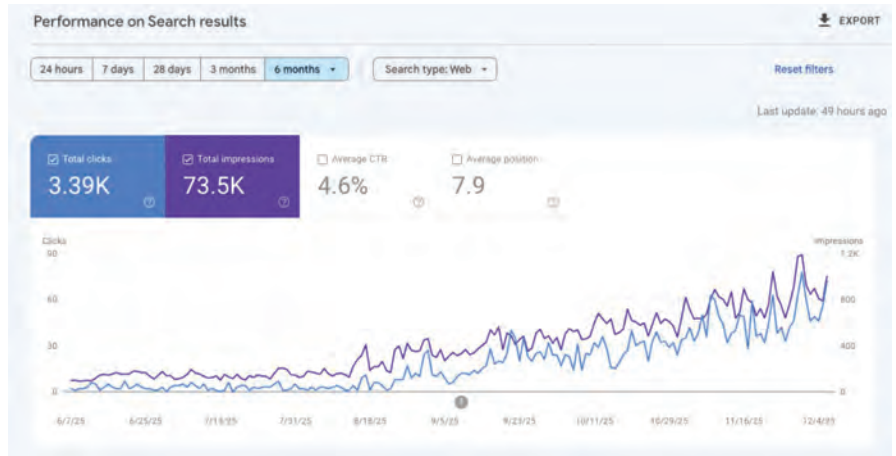 Performance on Search results
EXPORT
24 hours 7 days 28 days 3 months 6 months Search type: Web Reset filters
Last update: 49 hours ago
Total clicks Total impressions Average CTR Average position
3.39K 73.5K 4.6% 7.9
Clicks Impressions
90 1.2K
60 800
30 400
0 0
6/7/25 6/25/25 7/13/25 7/31/25 8/18/25 9/5/25 9/23/25 10/11/25 10/29/25 11/16/25 12/4/25